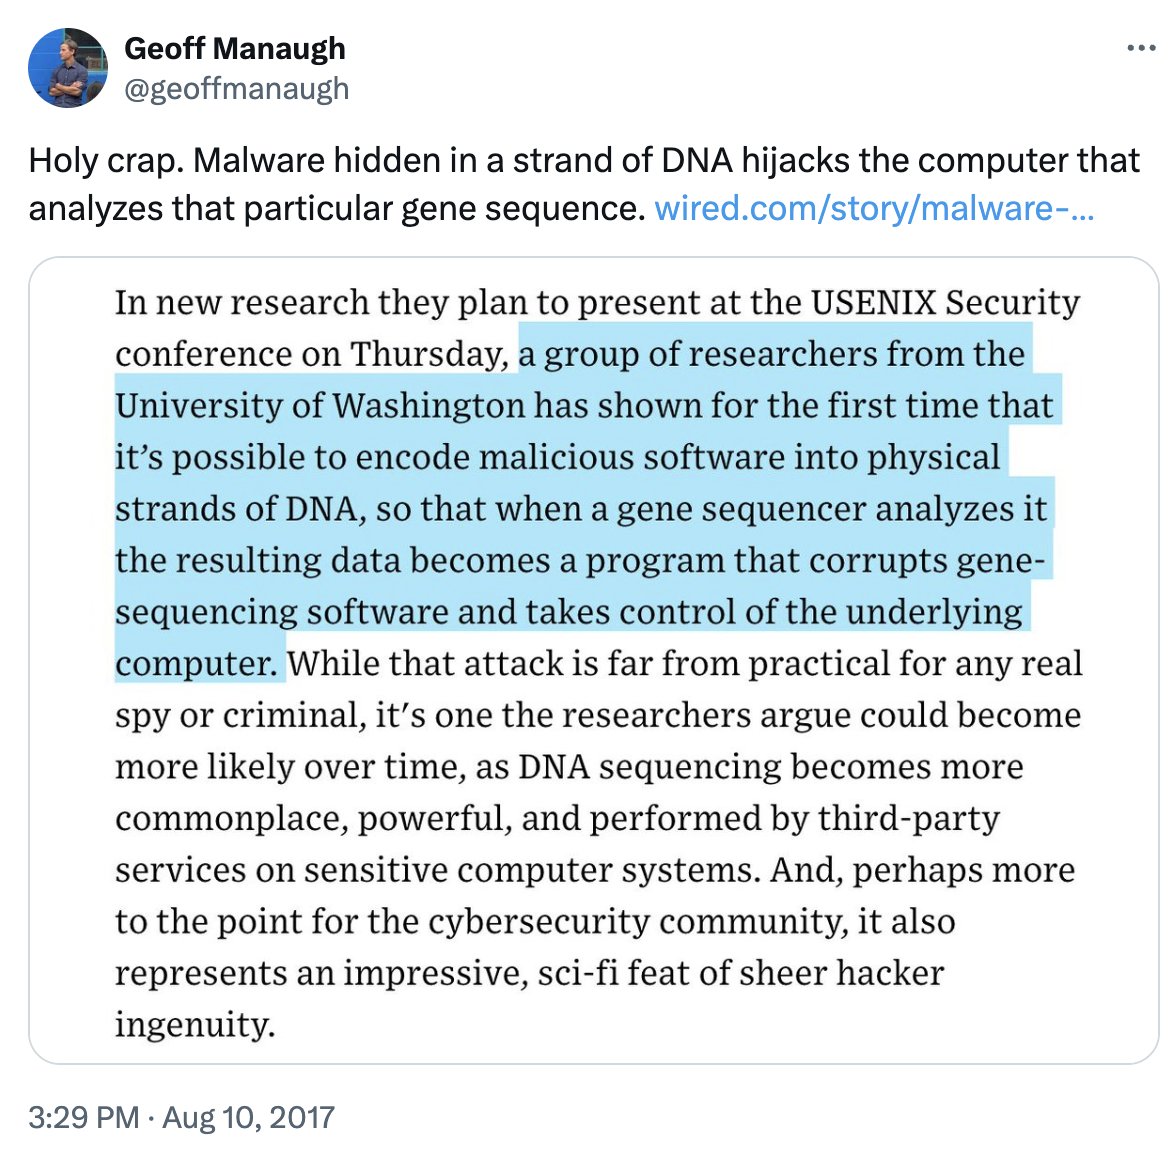 Geoff Manaugh
@geoffmanaugh
Holy crap. Malware hidden in a strand of DNA hijacks the computer that
analyzes that particular gene sequence. wired.com/story/malware-...
In new research they plan to present at the USENIX Security
conference on Thursday, a group of researchers from the
University of Washington has shown for the first time that
it’s possible to encode malicious software into physical
strands of DNA, so that when a gene sequencer analyzes it
the resulting data becomes a program that corrupts gene-
sequencing software and takes control of the underlying
computer. While that attack is far from practical for any real
spy or criminal, it's one the researchers argue could become
more likely over time, as DNA sequencing becomes more
commonplace, powerful, and performed by third-party
services on sensitive computer systems. And, perhaps more
to the point for the cybersecurity community, it also
represents an impressive, sci-fi feat of sheer hacker
ingenuity.
3:29 PM · Aug 10, 2017